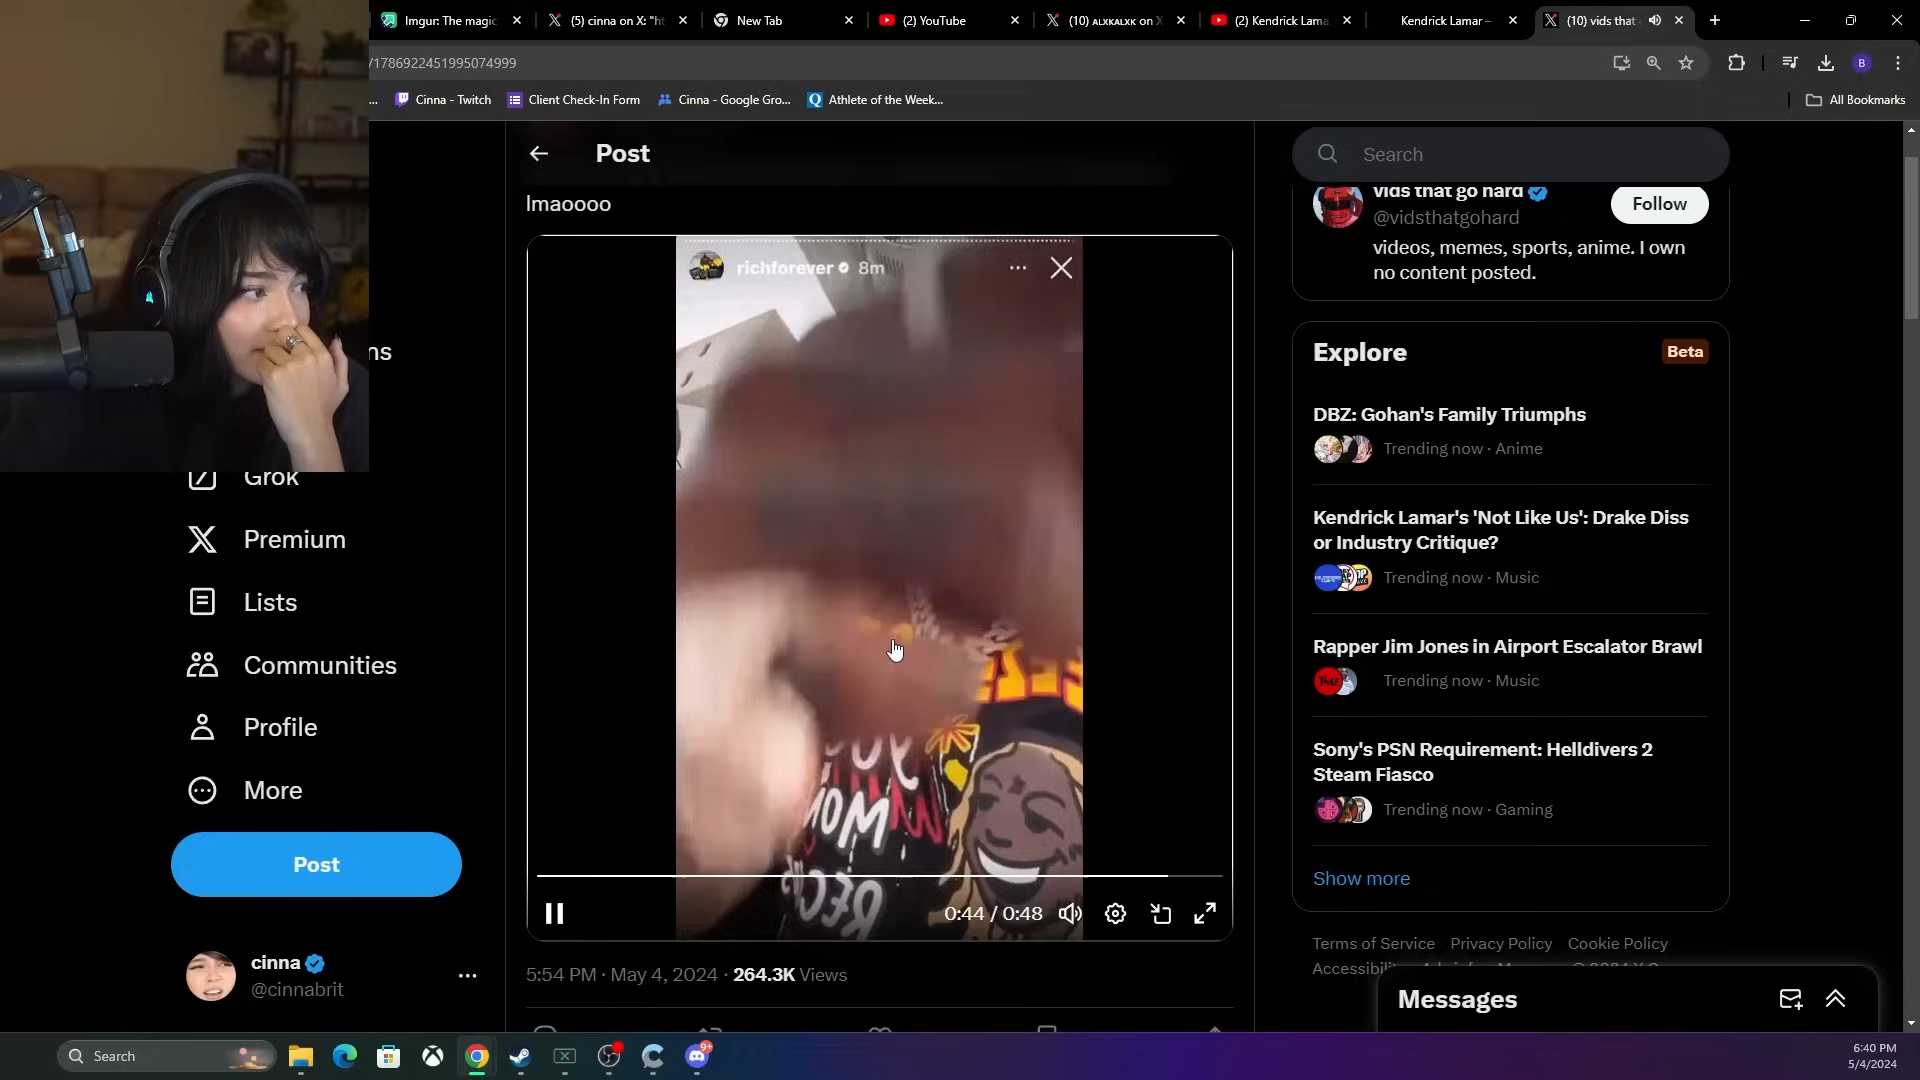 Imgur: The magic
(5) cinna on X: "ht
New Tab
(2) YouTube
(10) ᴀʟxᴋᴀʟxᴋ on X
(2) Kendrick Lama
Kendrick Lamar –
(10) vids that
/1786922451995074999
B
...
Cinna - Twitch
Client Check-In Form
Cinna - Google Gro...
Athlete of the Week...
All Bookmarks
Post
Search
lmaoooo
vids that go hard
@vidsthatgohard
Follow
videos, memes, sports, anime. I own
no content posted.
richforever 8m
ns
Grok
Premium
Lists
Communities
Profile
More
Post
cinna
@cinnabrit
Explore
Beta
DBZ: Gohan's Family Triumphs
Trending now · Anime
Kendrick Lamar's 'Not Like Us': Drake Diss
or Industry Critique?
Trending now · Music
Rapper Jim Jones in Airport Escalator Brawl
Trending now · Music
Sony's PSN Requirement: Helldivers 2
Steam Fiasco
Trending now · Gaming
Show more
0:44 / 0:48
5:54 PM · May 4, 2024 · 264.3K Views
Terms of Service Privacy Policy Cookie Policy
Messages
Search
9+
6:40 PM
5/4/2024